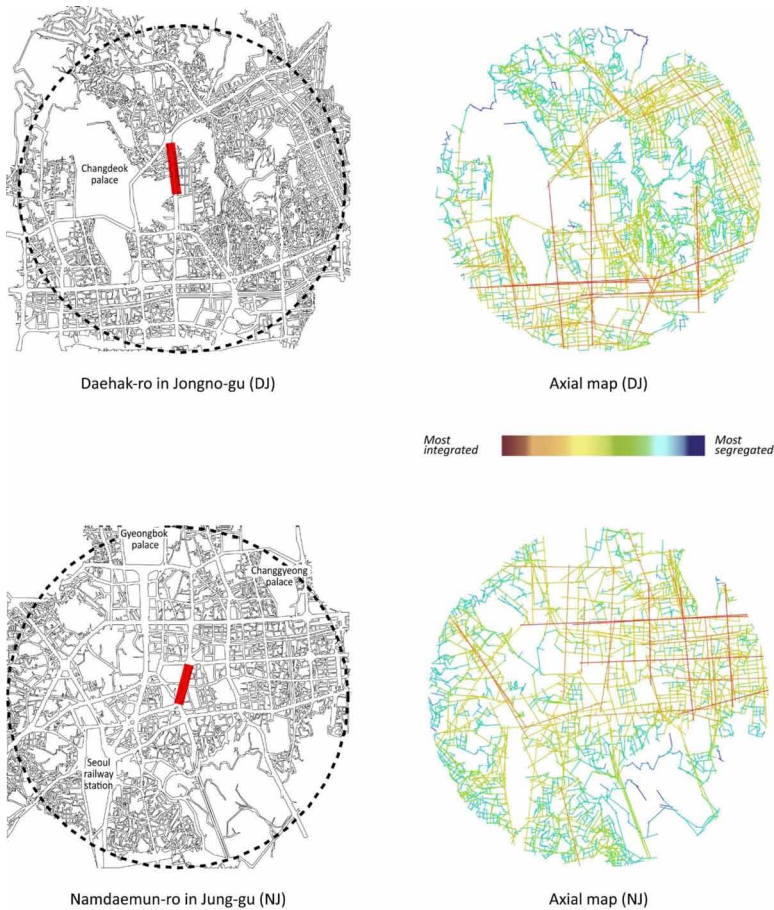 Changdeok
palace
Daehak-ro in Jongno-gu (DJ)
Axial map (DJ)
Most
integrated
Most
segregated
Gyeongbok
palace
Changgyeong
palace
Seoul
railway
station
Namdaemun-ro in Jung-gu (NJ)
Axial map (NJ)